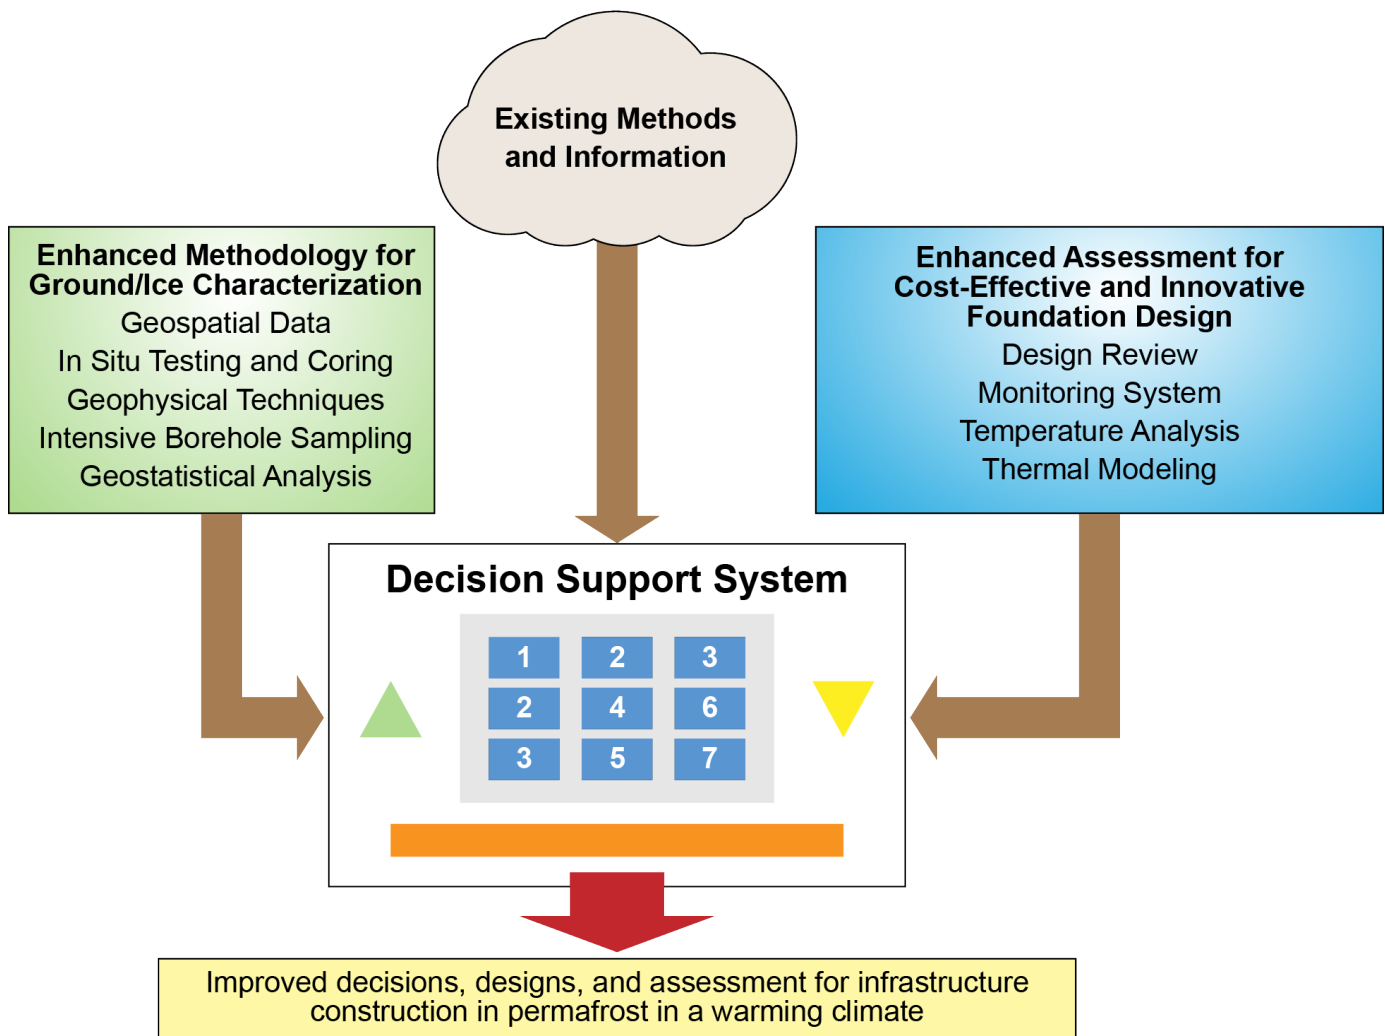 Existing Methods
and Information
Enhanced Methodology for
Ground/Ice Characterization
Geospatial Data
In Situ Testing and Coring
Geophysical Techniques
Intensive Borehole Sampling
Geostatistical Analysis
Enhanced Assessment for
Cost-Effective and Innovative
Foundation Design
Design Review
Monitoring System
Temperature Analysis
Thermal Modeling
Decision Support System
1 2 3
2 4 6
3 5 7
Improved decisions, designs, and assessment for infrastructure
construction in permafrost in a warming climate